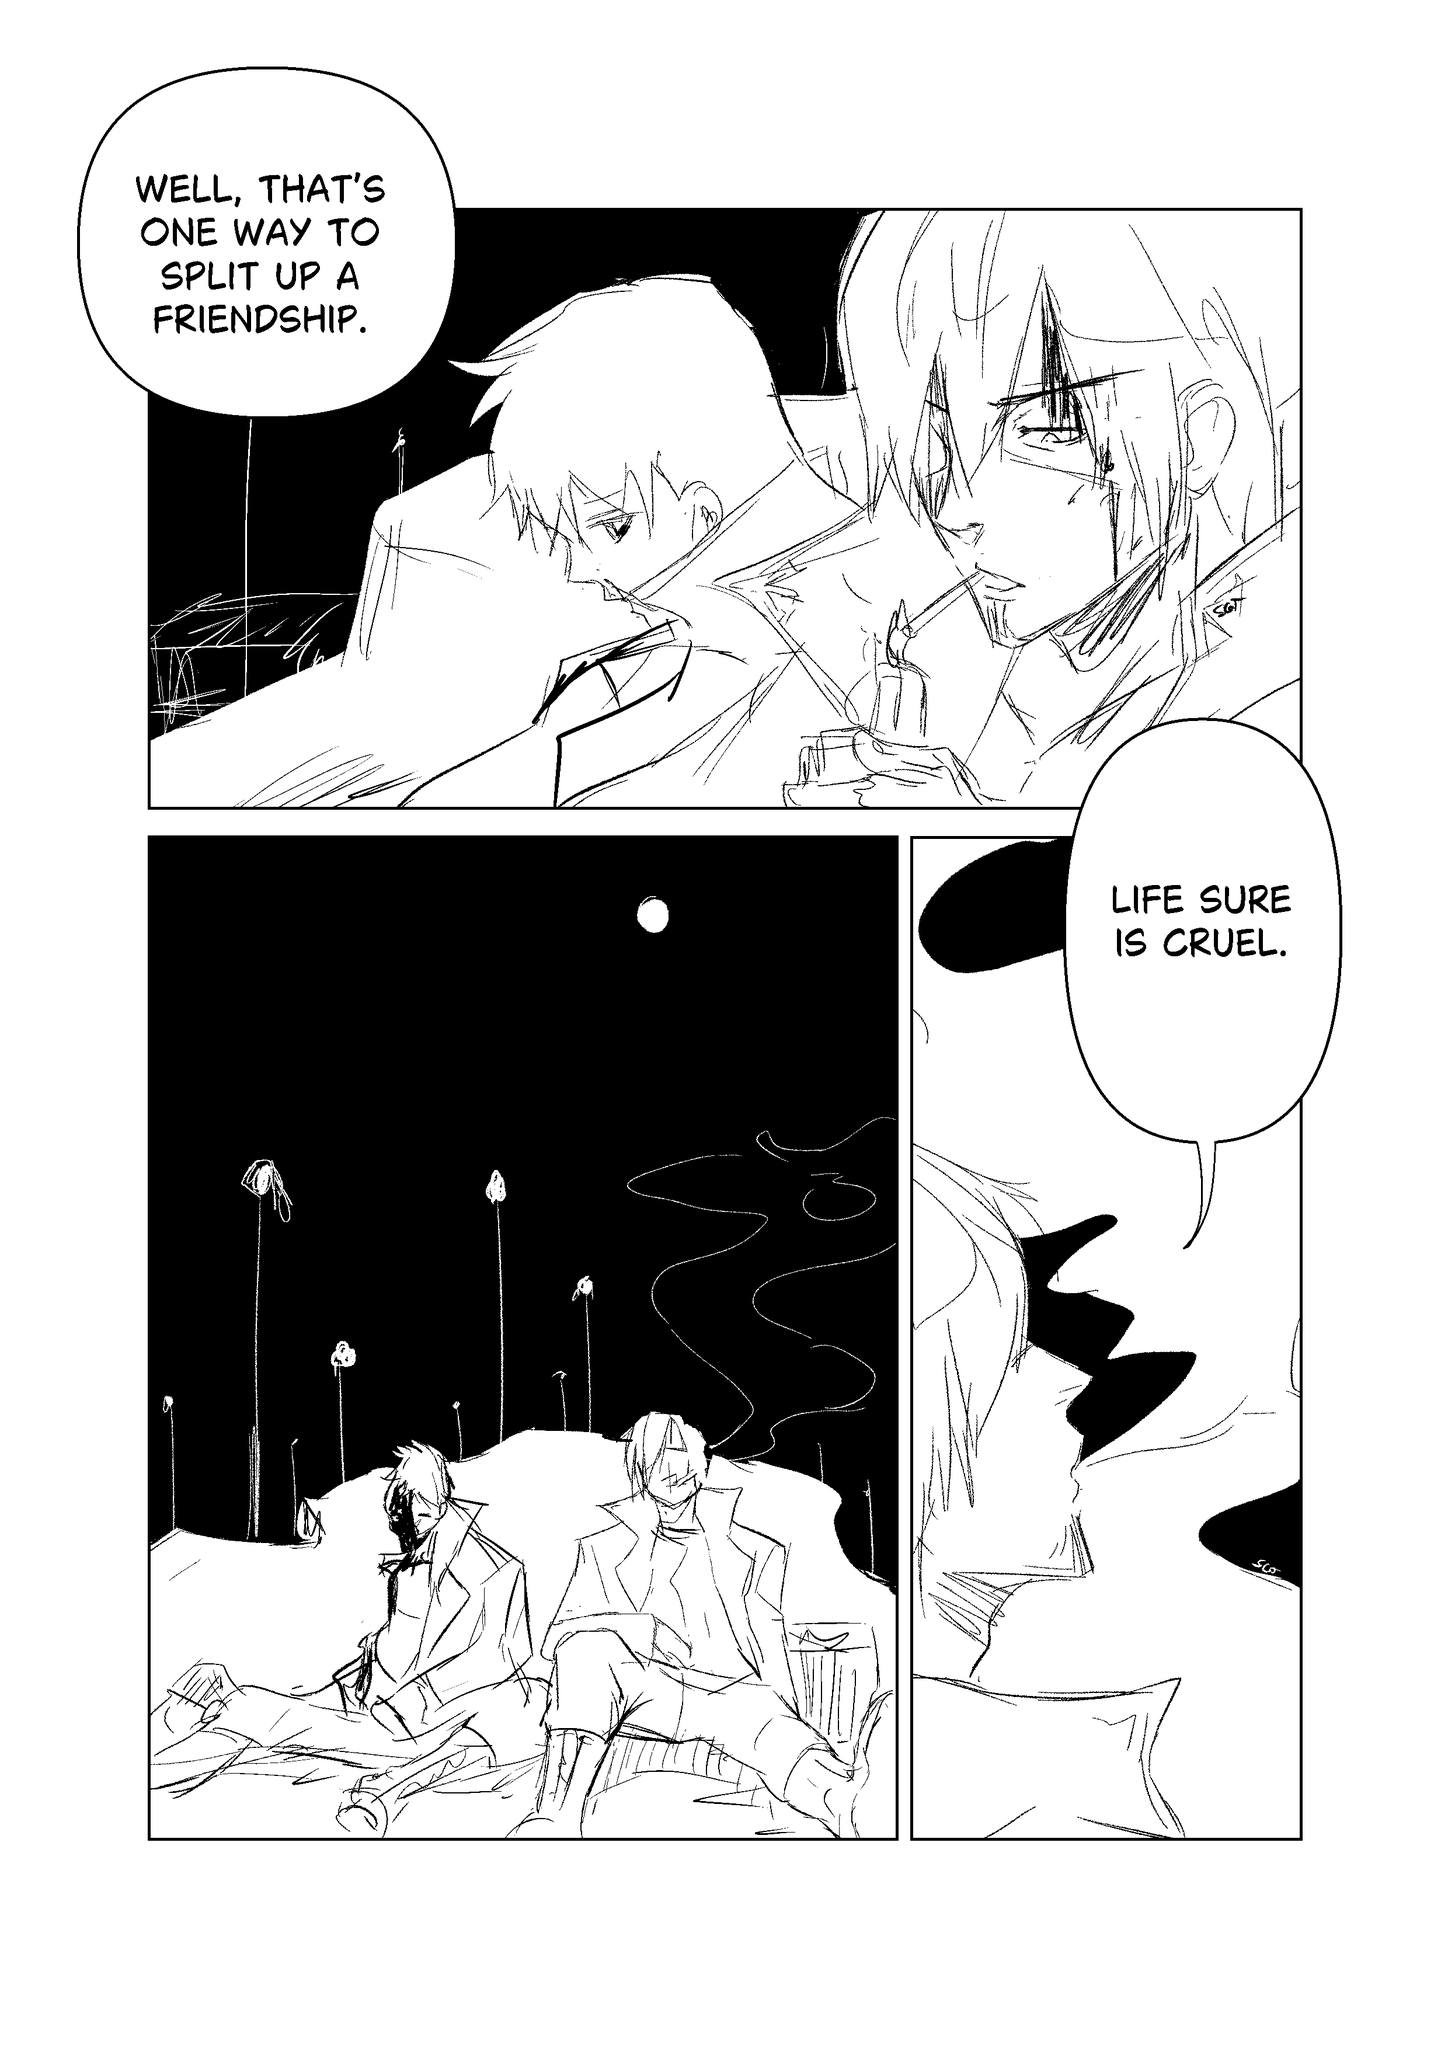 WELL, THAT'S
ONE WAY TO
SPLIT UP A
FRIENDSHIP.
LIFE SURE
IS CRUEL.